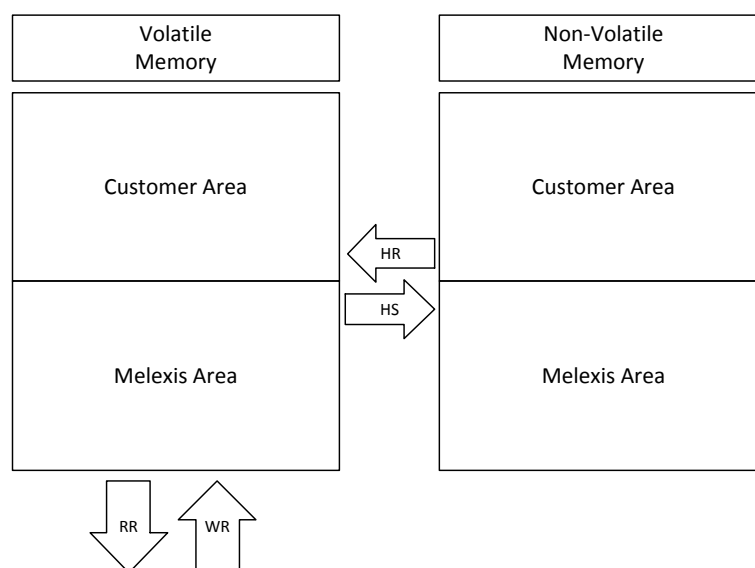 Volatile
Memory
Non-Volatile
Memory
Customer Area
Customer Area
HR
HS
Melexis Area
Melexis Area
RR
WR